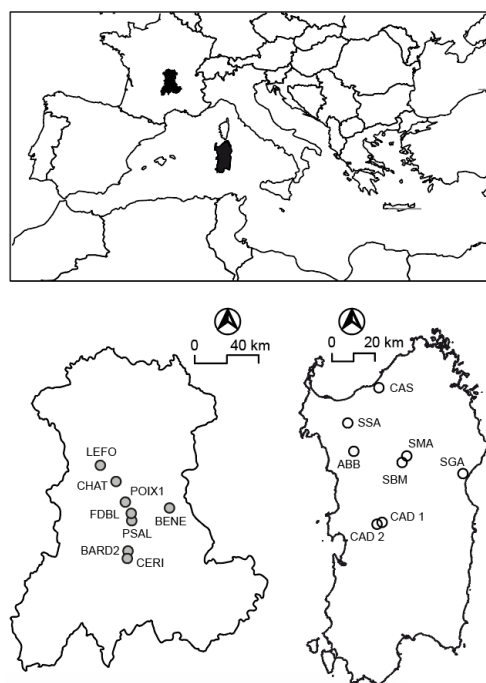 0 40 km
0 20 km
CAS
SSA
LEFO
SMA
ABB
SGA
CHAT
SBM
POIX1
FDBL
BENE
PSAL
CAD 1
CAD 2
BARD2
CERI